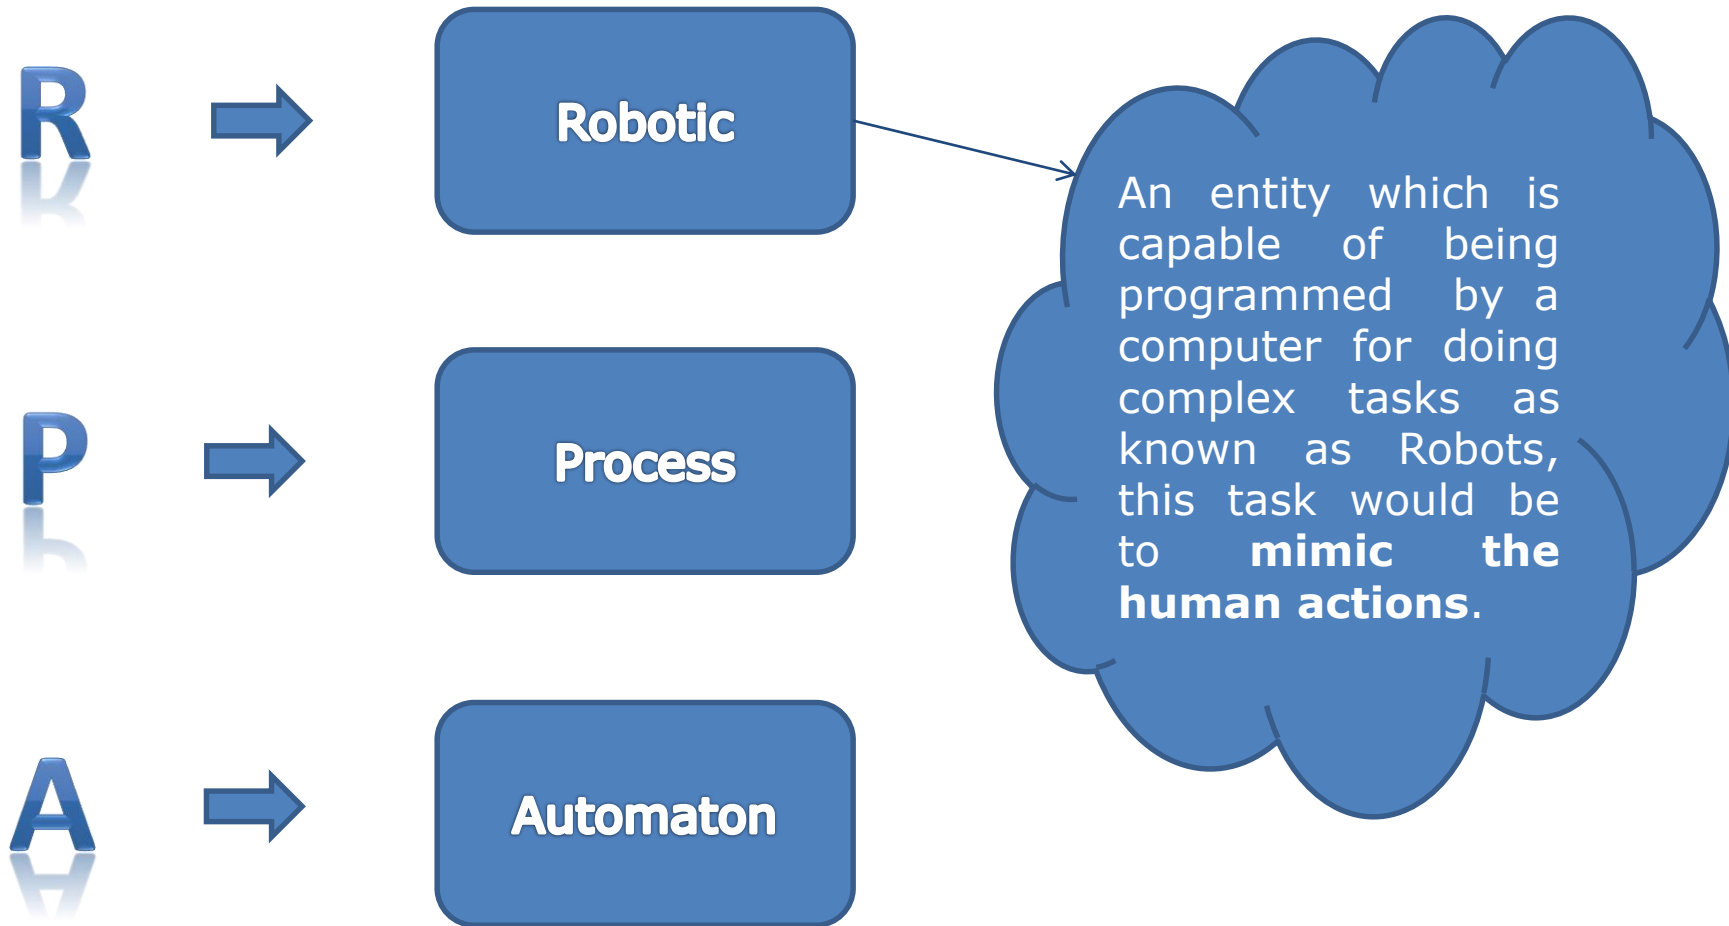 R
Robotic
An entity which is
capable of being
programmed by a
computer for doing
complex tasks as
known as Robots,
this task would be
to mimic the
human actions.
P
Process
A
Automaton